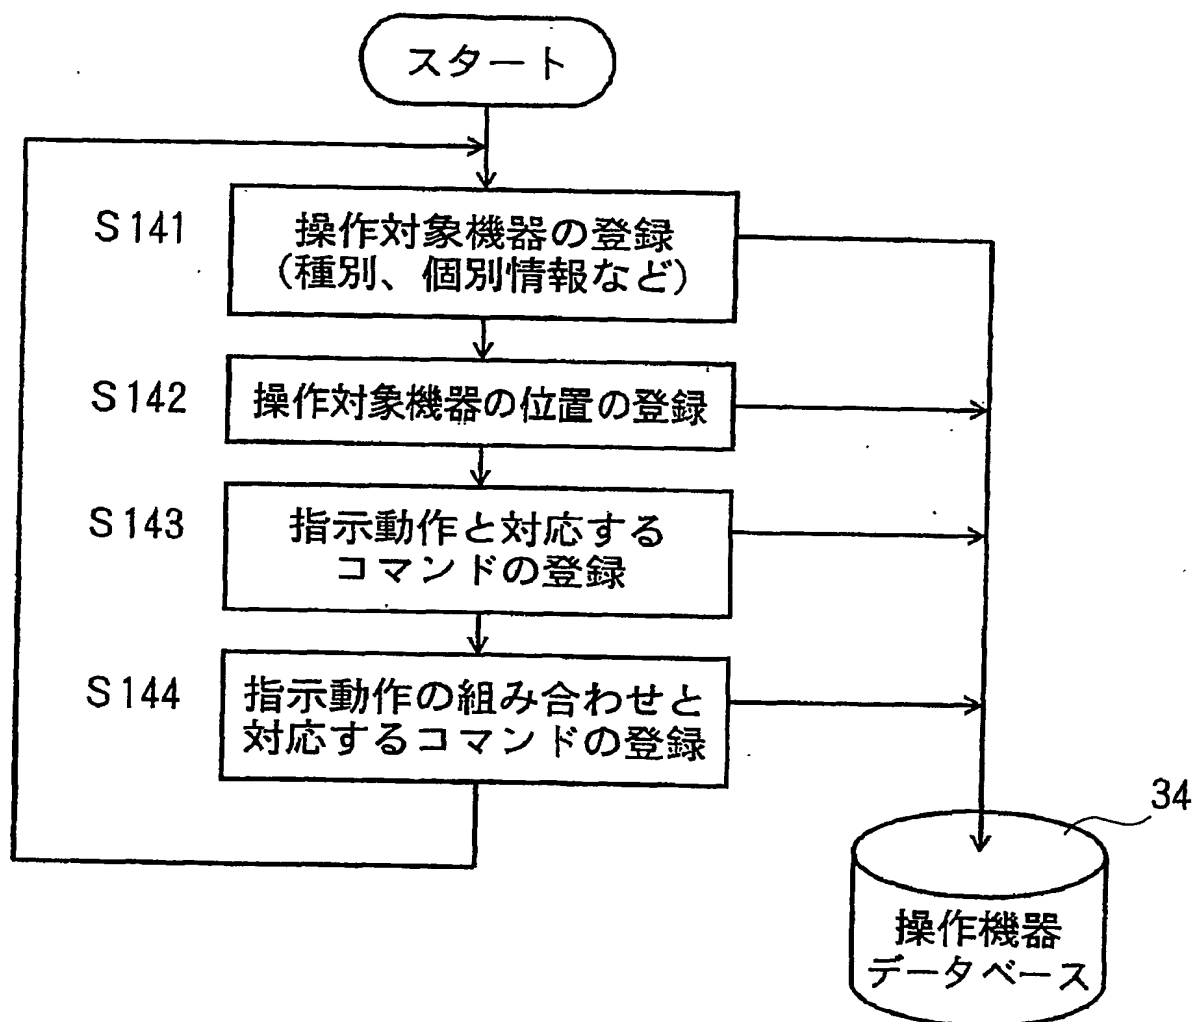 スタート
S141
操作対象機器の登録
(種別、個別情報など)
S142
操作対象機器の位置の登録
S143
指示動作と対応する
コマンドの登録
S144
指示動作の組み合わせと
対応するコマンドの登録
34
操作機器
データベース